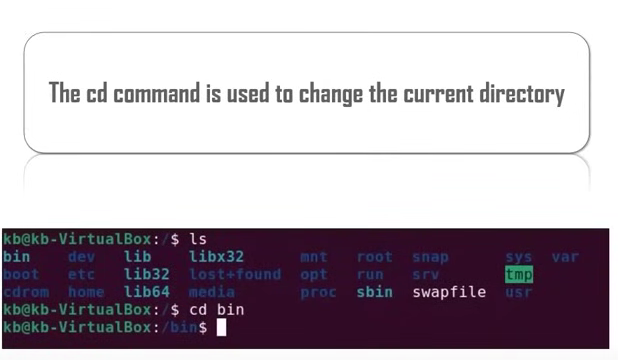 The cd command is used to change the current directory
kb@kb-VirtualBox:/$ ls
bin dev lib libx32 mnt root snap sys var
boot etc lib32 lost+found opt run srv tmp
cdrom home lib64 media proc sbin swapfile usr
kb@kb-VirtualBox:/$ cd bin
kb@kb-VirtualBox:/bin$